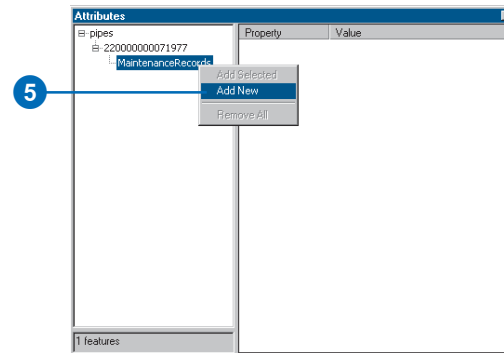 Attributes
pipes
Property Value
220000000071977
MaintenanceRecords
Add Selected
5
Add New
Remove All
1 features